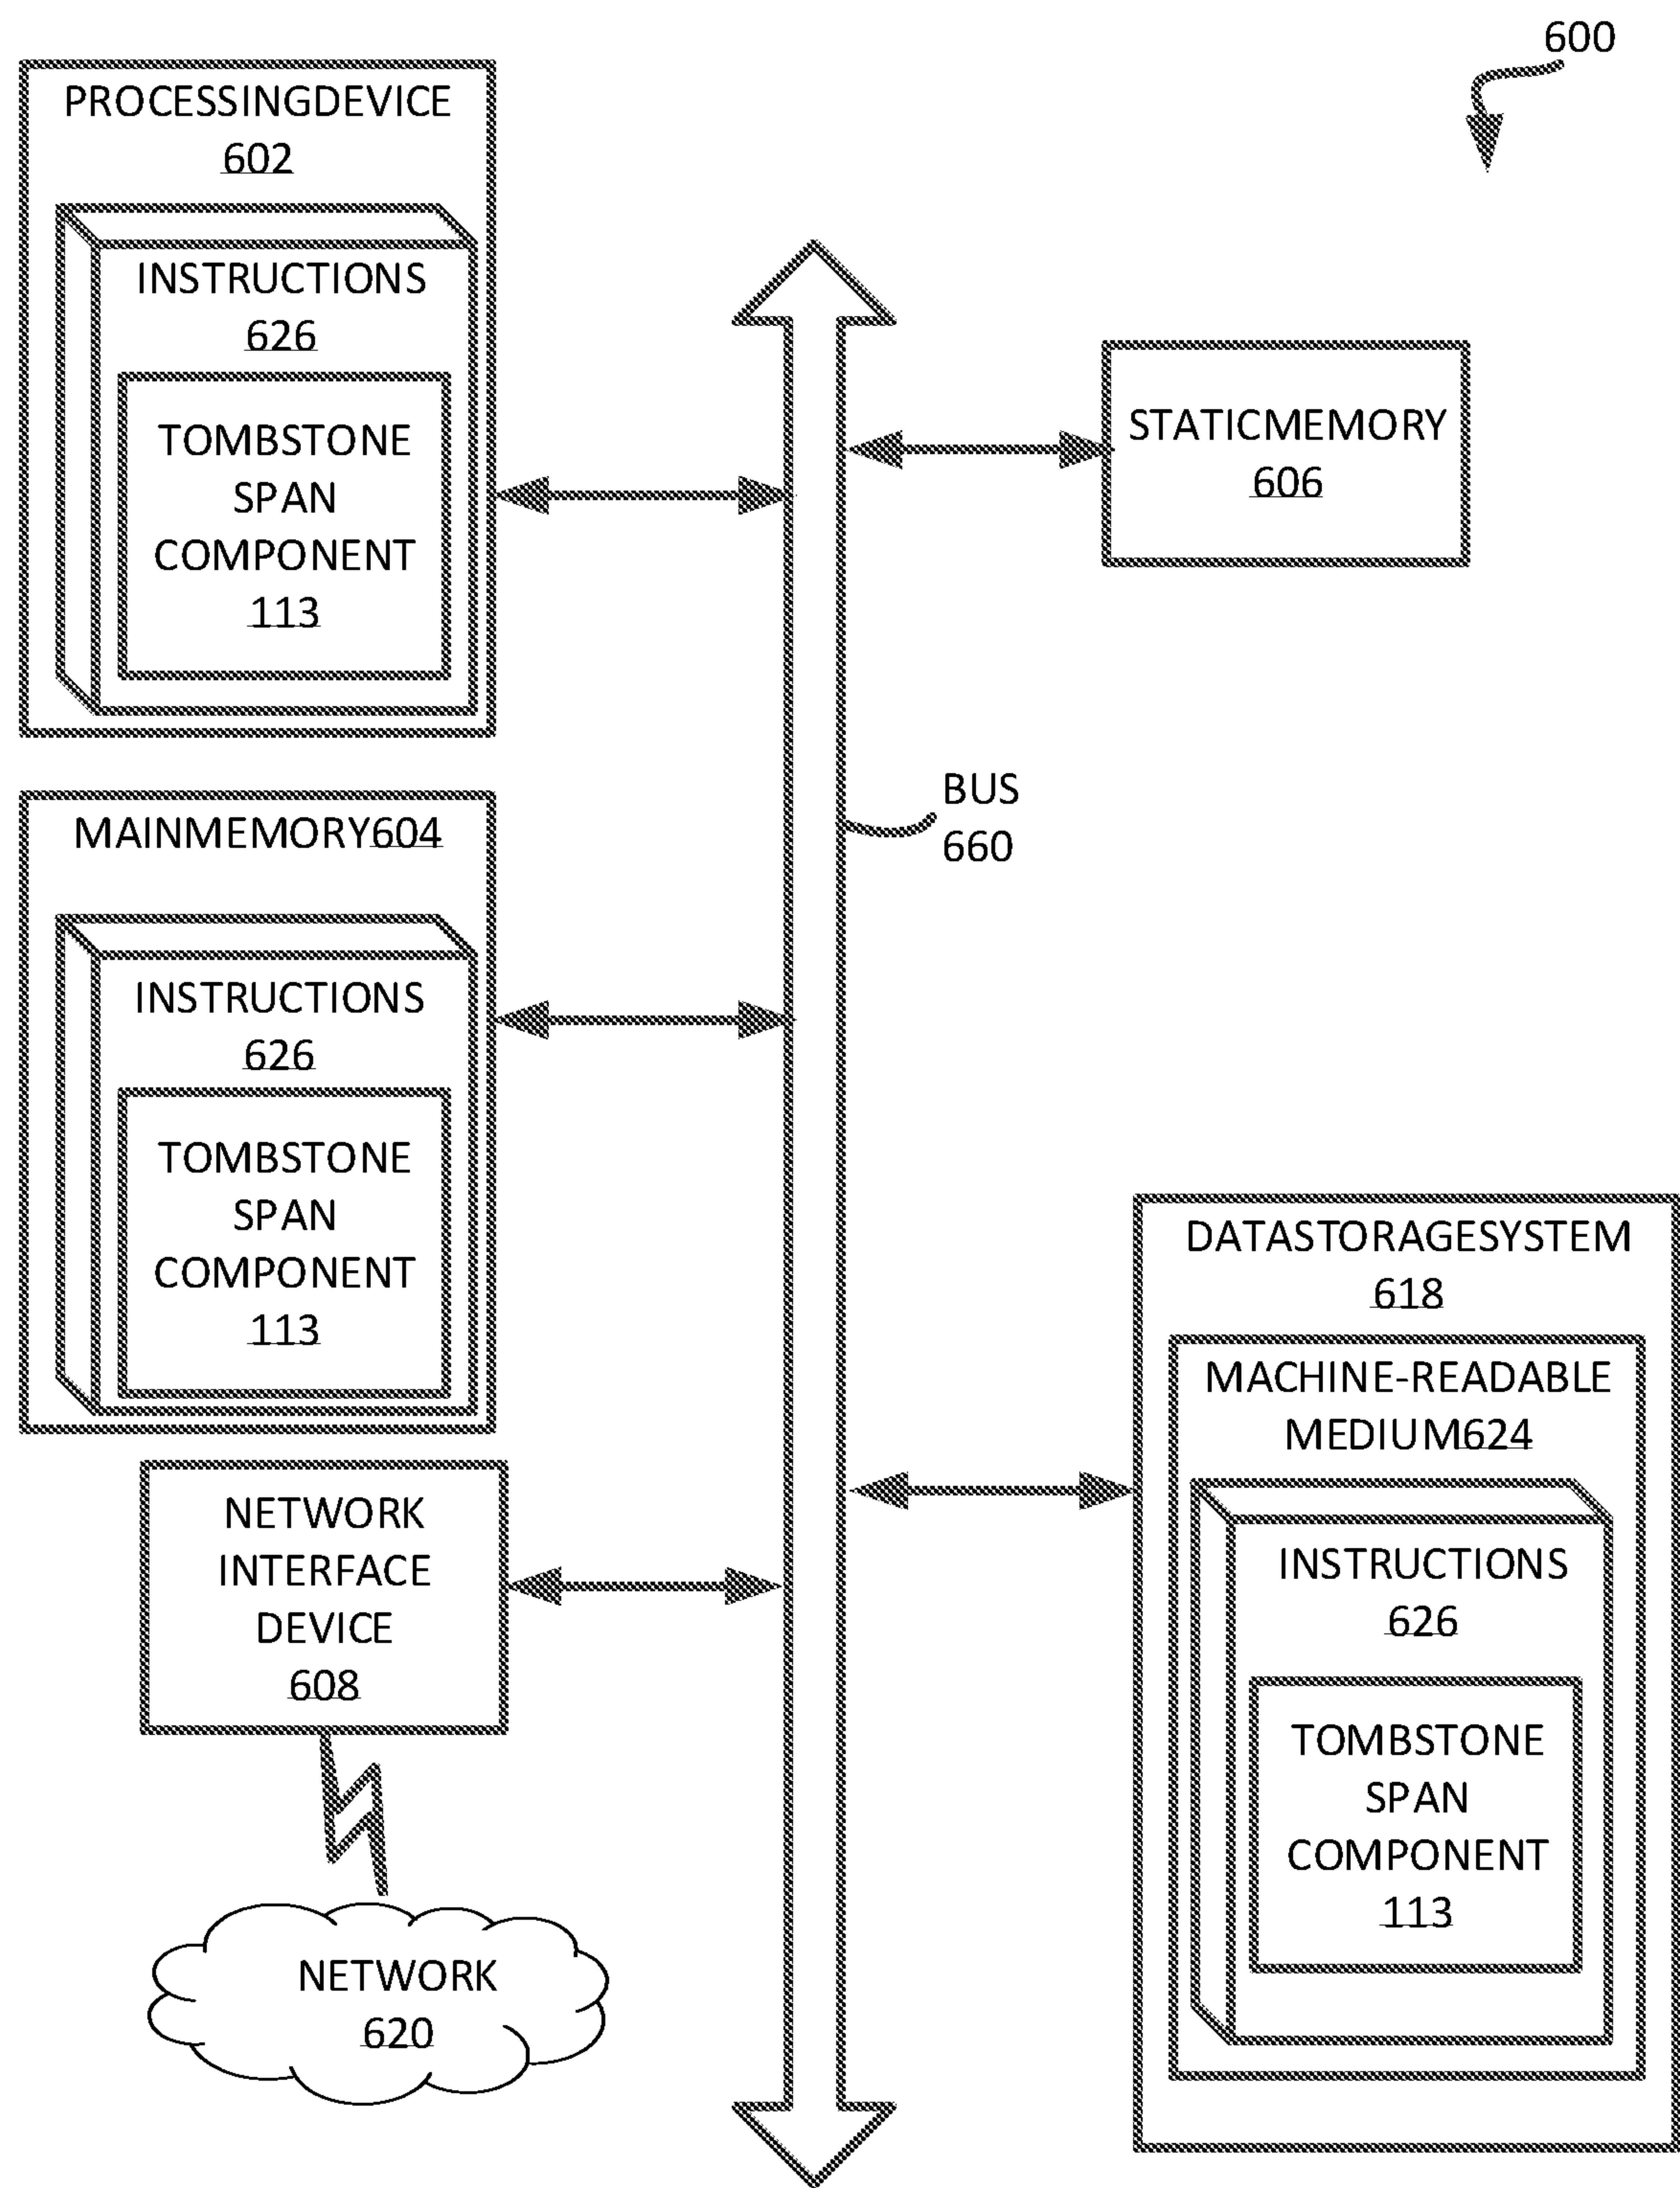 600
PROCESSINGDEVICE
602
INSTRUCTIONS
626
TOMBSTONE
SPAN
COMPONENT
113
STATICMEMORY
606
BUS
660
MAINMEMORY604
INSTRUCTIONS
626
TOMBSTONE
SPAN
COMPONENT
113
DATASTORAGESYSTEM
618
MACHINE-READABLE
MEDIUM624
INSTRUCTIONS
626
TOMBSTONE
SPAN
COMPONENT
113
NETWORK
INTERFACE
DEVICE
608
NETWORK
620